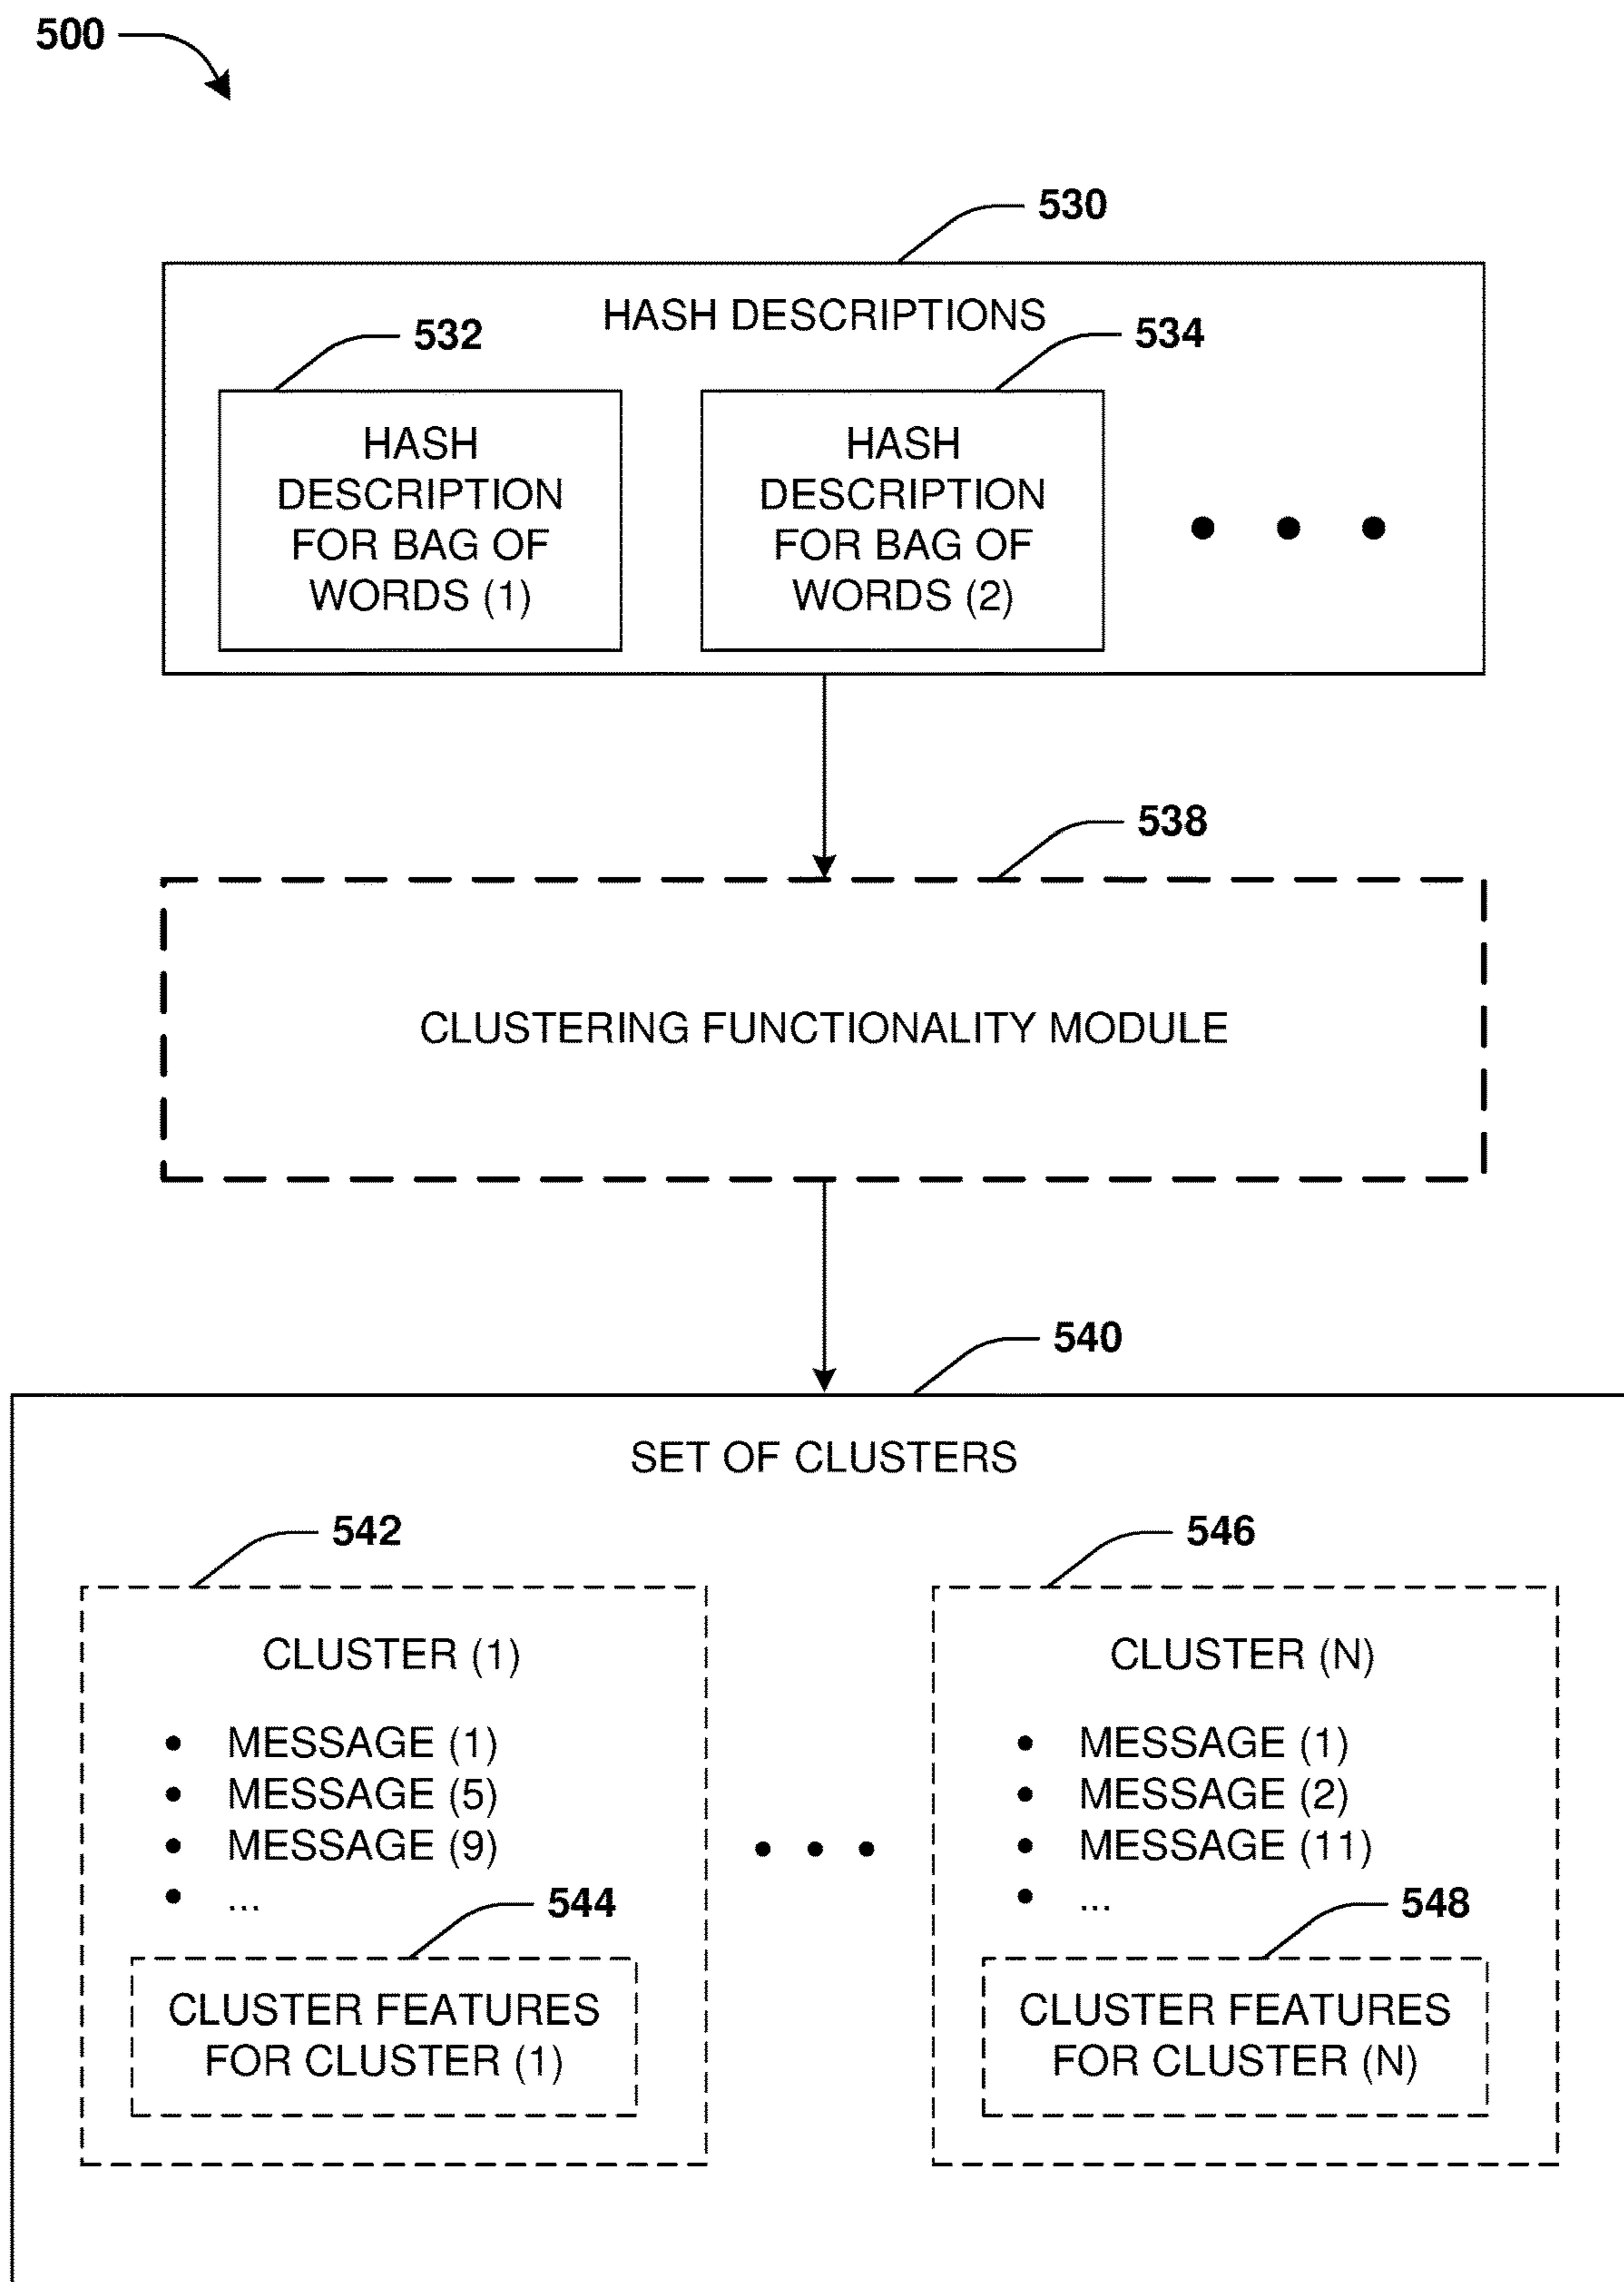 500
530
HASH DESCRIPTIONS
532
534
HASH
DESCRIPTION
FOR BAG OF
WORDS (1)
HASH
DESCRIPTION
FOR BAG OF
WORDS (2)
538
CLUSTERING FUNCTIONALITY MODULE
540
SET OF CLUSTERS
542
CLUSTER (1)
• MESSAGE (1)
• MESSAGE (5)
• MESSAGE (9)
• ...
544
CLUSTER FEATURES
FOR CLUSTER (1)
546
CLUSTER (N)
• MESSAGE (1)
• MESSAGE (2)
• MESSAGE (11)
• ...
548
CLUSTER FEATURES
FOR CLUSTER (N)